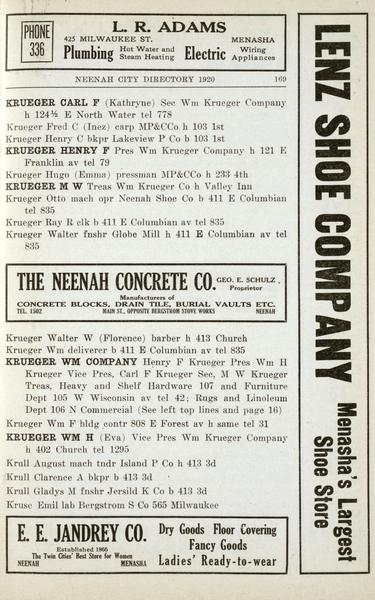 PHONE
336
L. R. ADAMS
425 MILWAUKEE ST. MENASHA
Plumbing Hot Water and Steam Heating Electric Wiring Appliances
NEENAH CITY DIRECTORY 1920 169
KRUEGER CARL F (Kathryne) Sec Wm Krueger Company
h 124½ E North Water tel 778
Krueger Fred C (Inez) carp MP&CCo h 103 1st
Krueger Henry C bkpr Lakeview P Co b 103 1st
KRUEGER HENRY F Pres Wm Krueger Company h 121 E
Franklin av tel 79
Krueger Hugo (Emma) pressman MP&CCo h 233 4th
KRUEGER M W Treas Wm Krueger Co h Valley Inn
Krueger Otto mach opr Neenah Shoe Co b 411 E Columbian
tel 835
Krueger Ray R clk b 411 E Columbian av tel 835
Krueger Walter fnshr Globe Mill h 411 E Columbian av tel
835
THE NEENAH CONCRETE CO. GEO. E. SCHULZ, Proprietor
Manufacturers of
CONCRETE BLOCKS, DRAIN TILE, BURIAL VAULTS ETC.
TEL. 1502 MAIN ST., OPPOSITE BERGSTROM STOVE WORKS NEENAH
Krueger Walter W (Florence) barber h 413 Church
Krueger Wm deliverer b 411 E Columbian av tel 835
KRUEGER WM COMPANY Henry F Krueger Pres Wm H
Krueger Vice Pres, Carl F Krueger Sec, M W Krueger
Treas, Heavy and Shelf Hardware 107 and Furniture
Dept 105 W Wisconsin av tel 42; Rugs and Linoleum
Dept 106 N Commercial (See left top lines and page 16)
Krueger Wm F bldg contr 808 E Forest av h same tel 31
KRUEGER WM H (Eva) Vice Pres Wm Krueger Company
h 402 Church tel 1295
Krull August mach tndr Island P Co h 413 3d
Krull Clarence A bkpr b 413 3d
Krull Gladys M fnshr Jersild K Co b 413 3d
Kruse Emil lab Bergstrom S Co 565 Milwaukee
E. E. JANDREY CO.
Established 1866
The Twin Cities' Best Store for Women
NEENAH MENASHA
Dry Goods Floor Covering
Fancy Goods
Ladies' Ready-to-wear
LENZ SHOE COMPANY
Menasha's Largest
Shoe Store